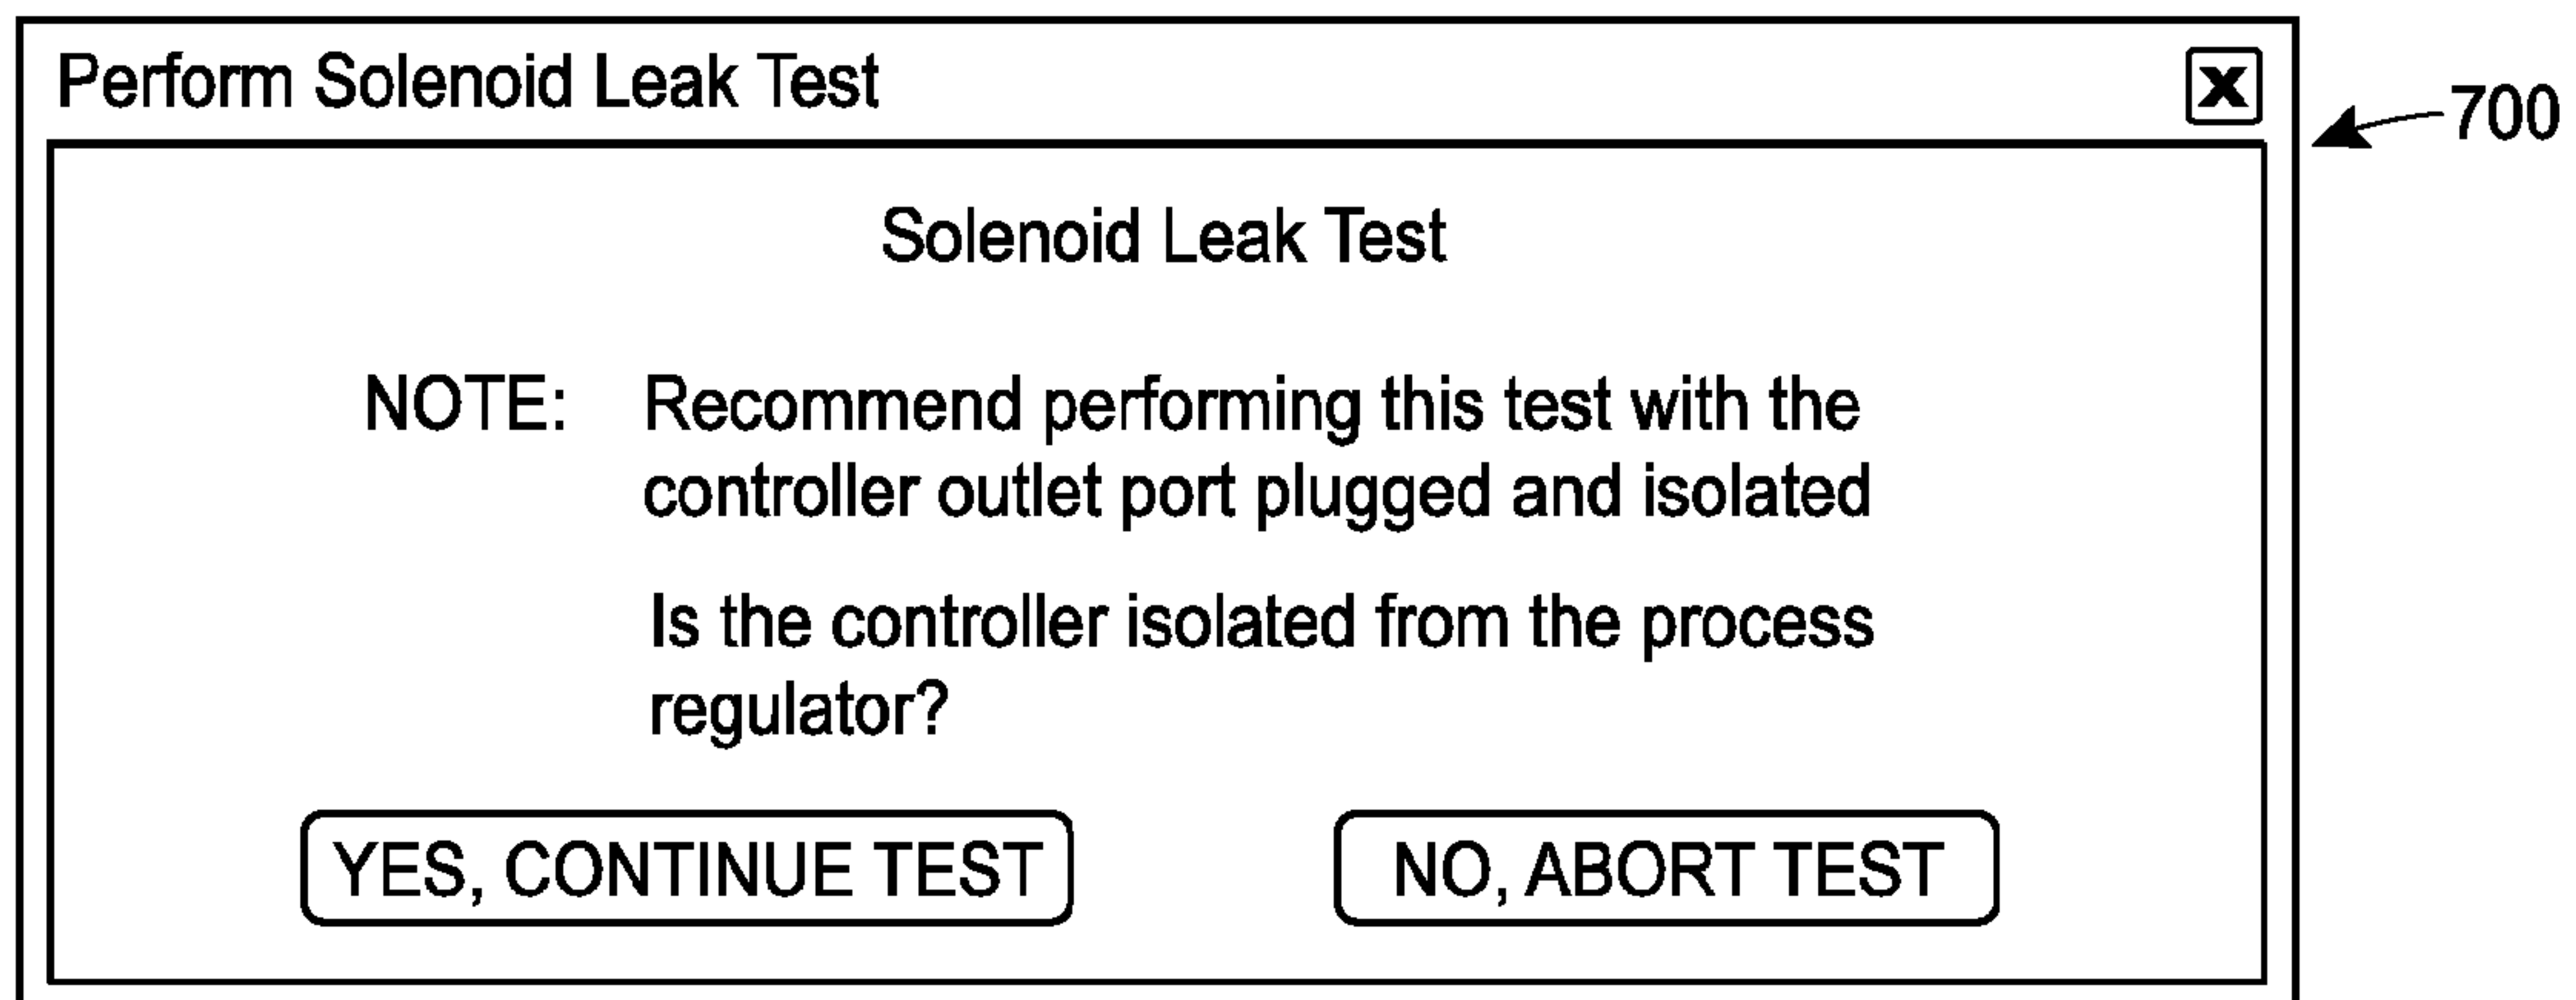 Perform Solenoid Leak Test
X
700
Solenoid Leak Test
NOTE: Recommend performing this test with the
controller outlet port plugged and isolated
Is the controller isolated from the process
regulator?
YES, CONTINUE TEST
NO, ABORT TEST